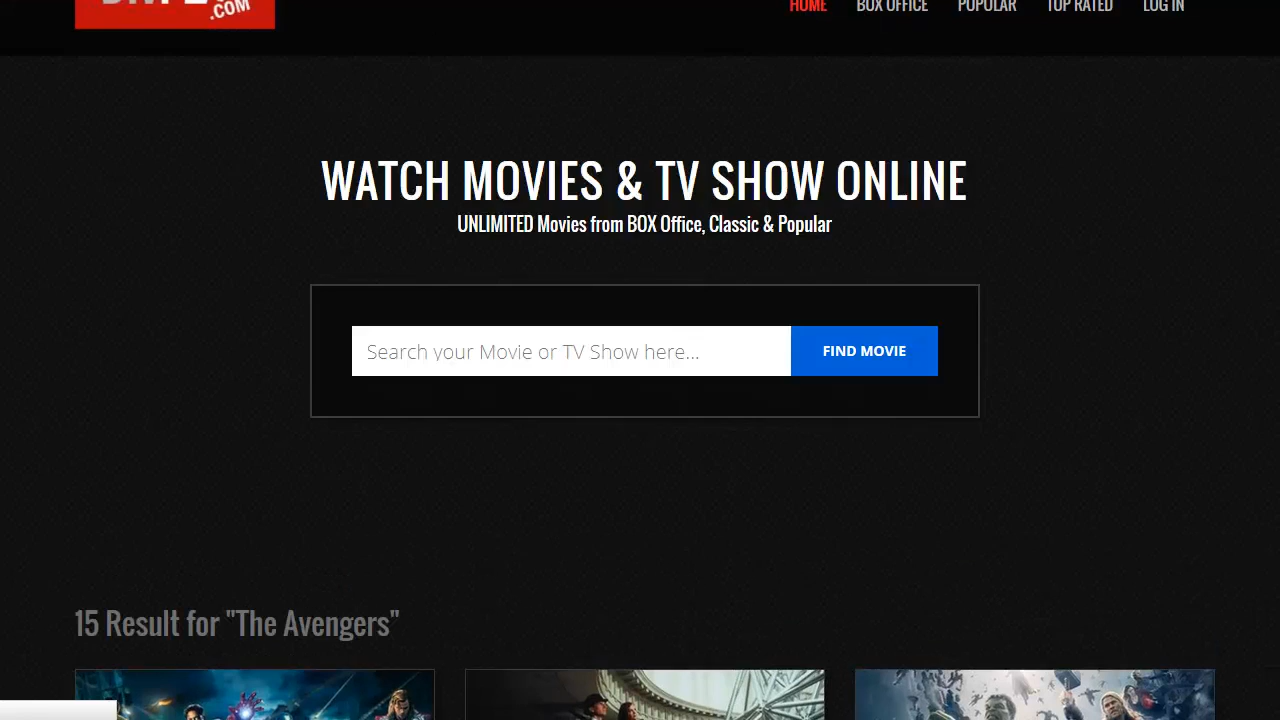 .COM
HOME BOX OFFICE POPULAR TOP RATED LOG IN
WATCH MOVIES & TV SHOW ONLINE
UNLIMITED Movies from BOX Office, Classic & Popular
Search your Movie or TV Show here...
FIND MOVIE
15 Result for "The Avengers"